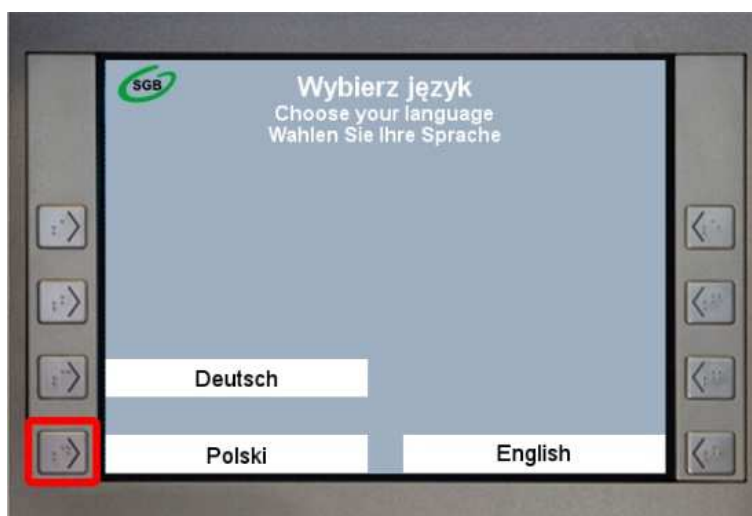 SGB
Wybierz język
Choose your language
Wahlen Sie Ihre Sprache
Deutsch
Polski
English